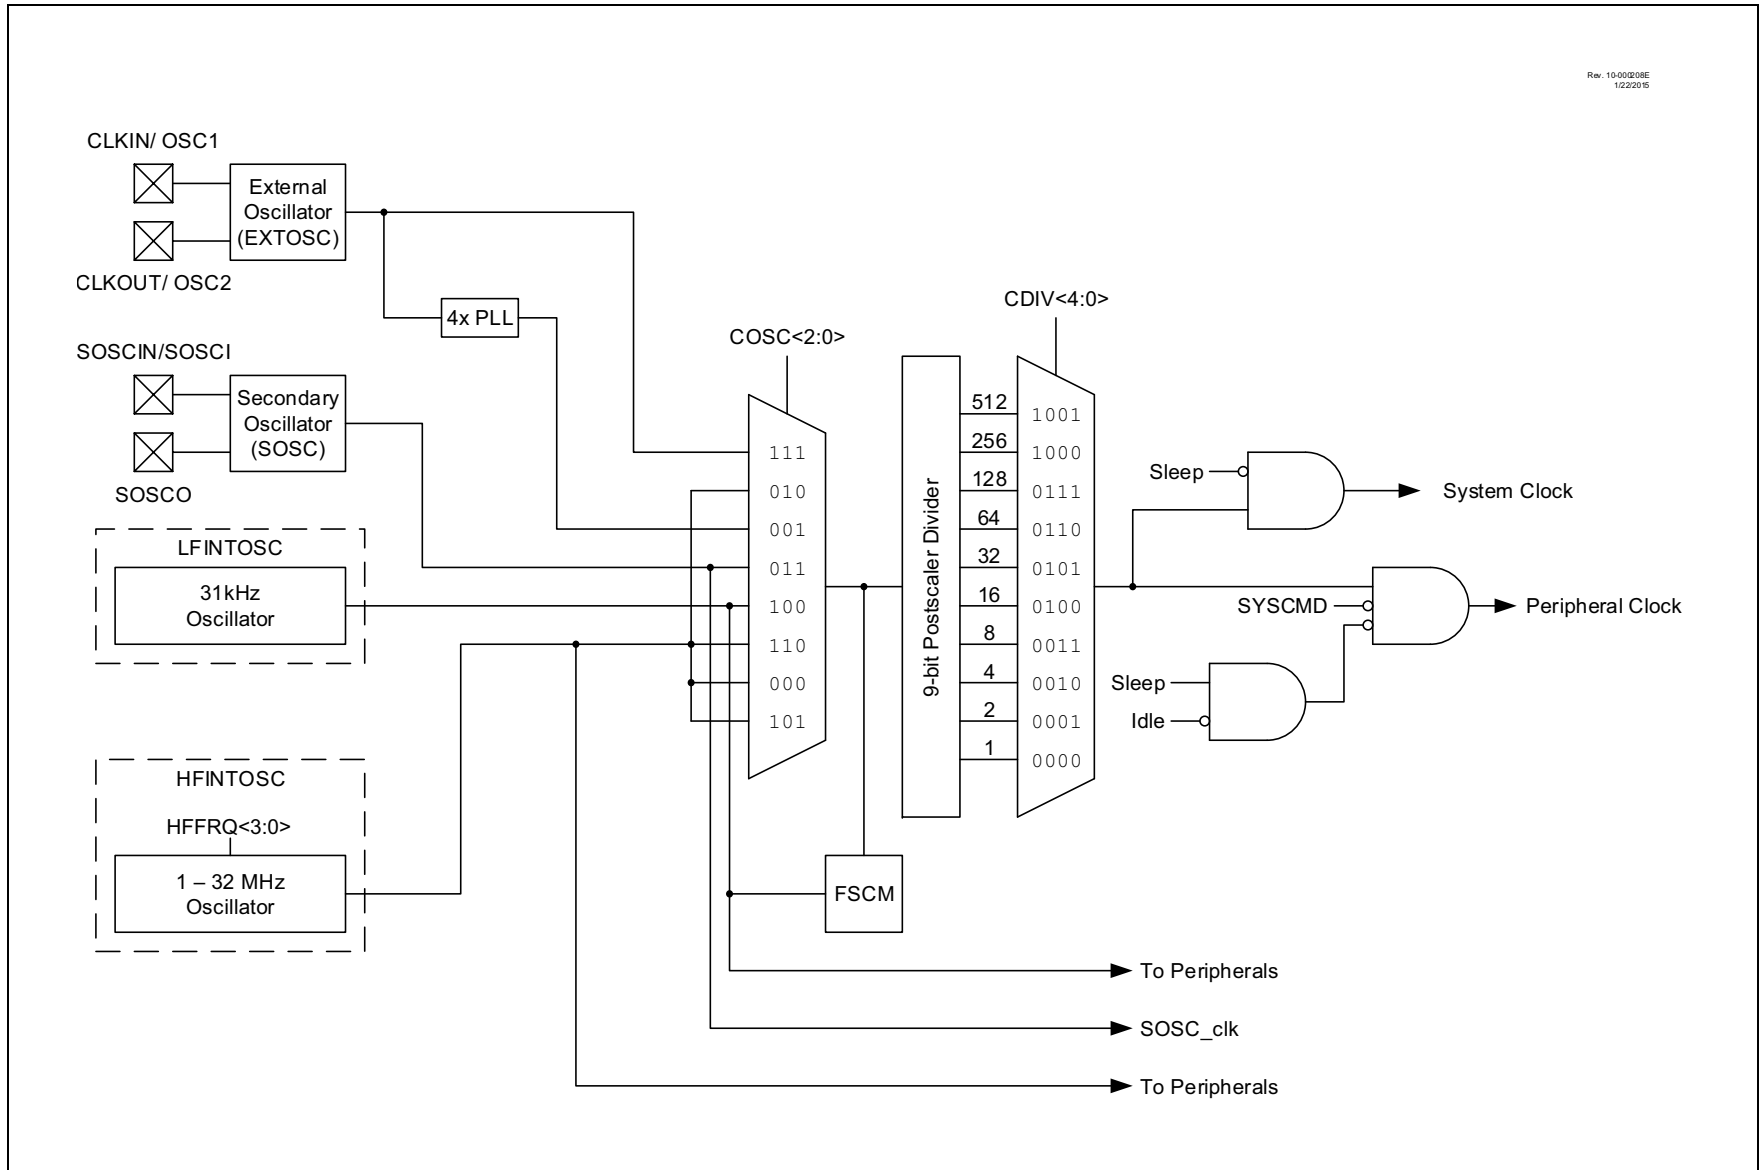 Rev. 10-000208E
1/22/2015
CLKIN/ OSC1
External
Oscillator
(EXTOSC)
CLKOUT/ OSC2
4x PLL
SOSCIN/SOSCI
Secondary
Oscillator
(SOSC)
SOSCO
LFINTOSC
31kHz
Oscillator
HFINTOSC
HFFRQ<3:0>
1 – 32 MHz
Oscillator
COSC<2:0>
111
010
001
011
100
110
000
101
FSCM
9-bit Postscaler Divider
CDIV<4:0>
512 1001
256 1000
128 0111
64 0110
32 0101
16 0100
8 0011
4 0010
2 0001
1 0000
Sleep
System Clock
SYSCMD
Peripheral Clock
Sleep
Idle
To Peripherals
SOSC_clk
To Peripherals